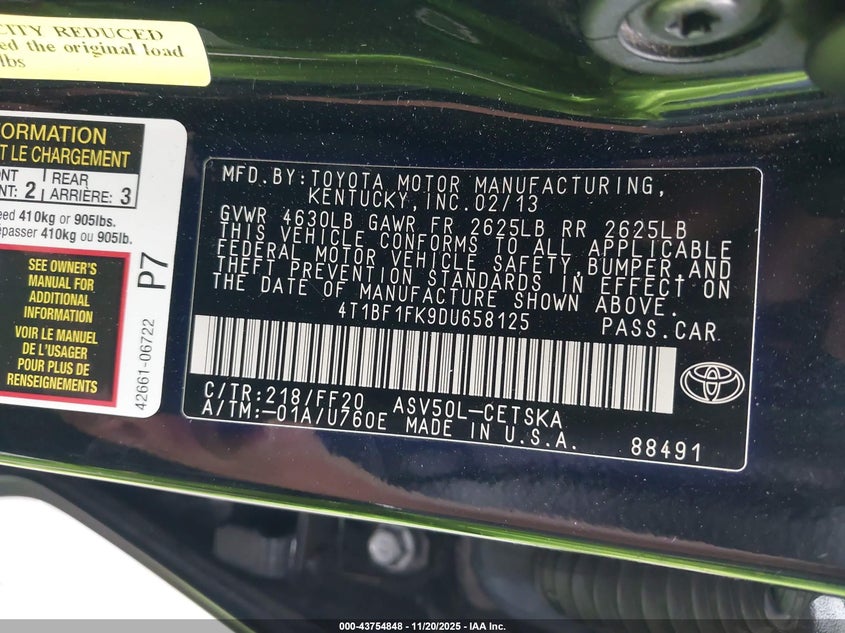 CITY REDUCED
ed the original load
lbs
ORMATION
T LE CHARGEMENT
NT 2 REAR 3
NT: ARRIÈRE:
eed 410kg or 905lbs.
épasser 410kg ou 905lb.
SEE OWNER'S
MANUAL FOR
ADDITIONAL
INFORMATION
VOIR LE MANUEL
DE L'USAGER
POUR PLUS DE
RENSEIGNEMENTS
P7
42661-06722
MFD.BY:TOYOTA MOTOR MANUFACTURING,
KENTUCKY,INC.02/13
GVWR 4630LB GAWR FR 2625LB RR 2625LB
THIS VEHICLE CONFORMS TO ALL APPLICABLE
FEDERAL MOTOR VEHICLE SAFETY,BUMPER,AND
THEFT PREVENTION STANDARDS IN EFFECT ON
THE DATE OF MANUFACTURE SHOWN ABOVE.
4T1BF1FK9DU658125 PASS.CAR
C/TR:218/FF20 ASV50L-CETSKA
A/TM:-01A/U760E MADE IN U.S.A.
88491
000-43754848 - 11/20/2025 - IAA Inc.